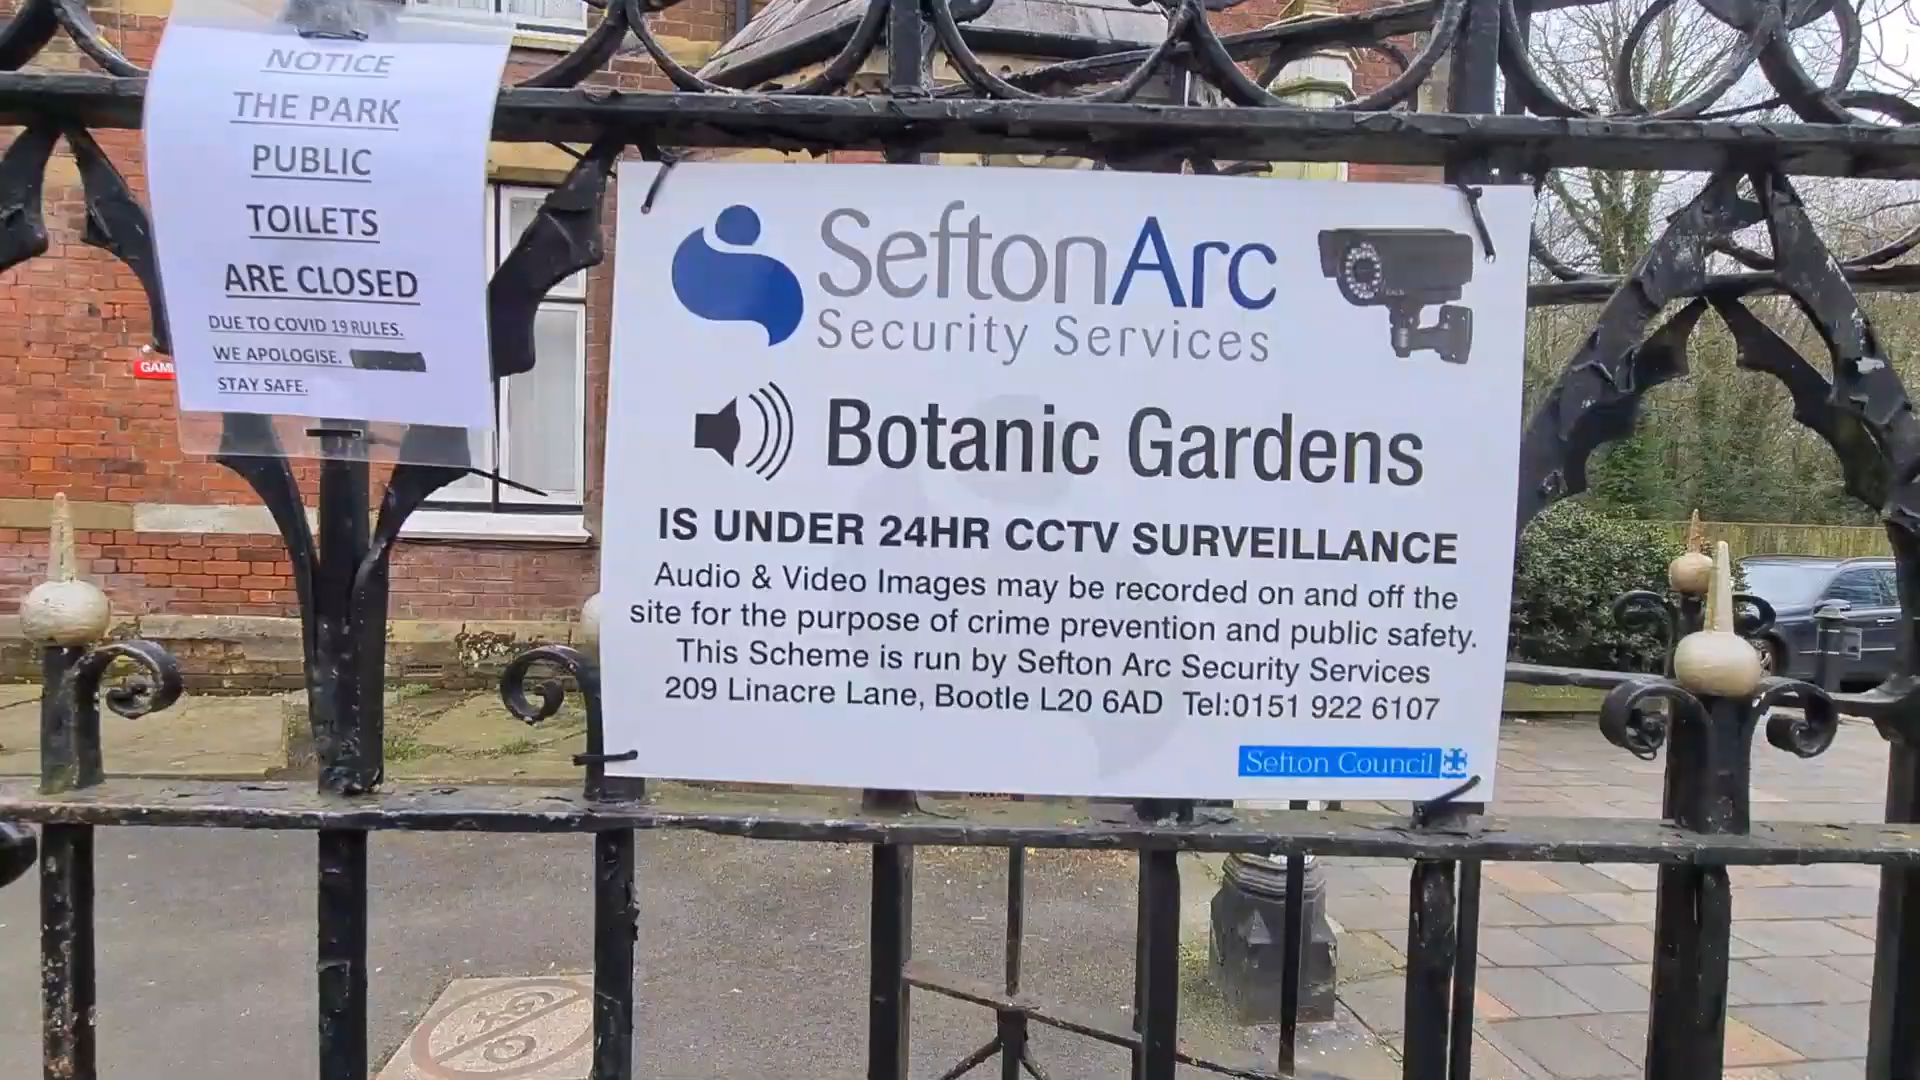 NOTICE
THE PARK
PUBLIC
TOILETS
ARE CLOSED
DUE TO COVID 19 RULES.
WE APOLOGISE.
STAY SAFE.
GAM
SeftonArc
Security Services
Botanic Gardens
IS UNDER 24HR CCTV SURVEILLANCE
Audio & Video Images may be recorded on and off the
site for the purpose of crime prevention and public safety.
This Scheme is run by Sefton Arc Security Services
209 Linacre Lane, Bootle L20 6AD Tel:0151 922 6107
Sefton Council